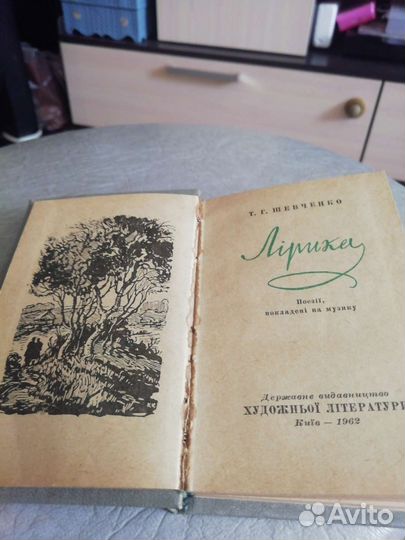 Т. Г. ШЕВЧЕНКО
Лірика
Поезії,
покладені на музику
Державне видавництво
ХУДОЖНЬОЇ ЛІТЕРАТУРИ
Київ — 1962
Avito